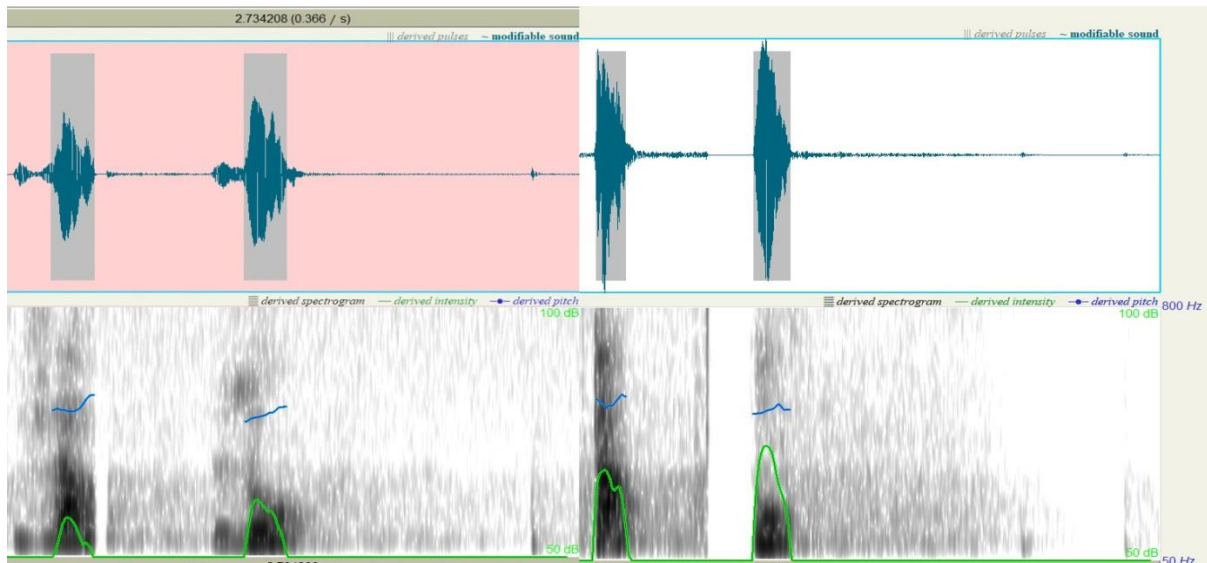 2.734208 (0.366 / s)
derived pulses ~ modifiable sound
derived pulses ~ modifiable sound
derived spectrogram derived intensity derived pitch
100 dB
derived spectrogram derived intensity derived pitch
100 dB
800 Hz
50 dB
50 dB
50 Hz